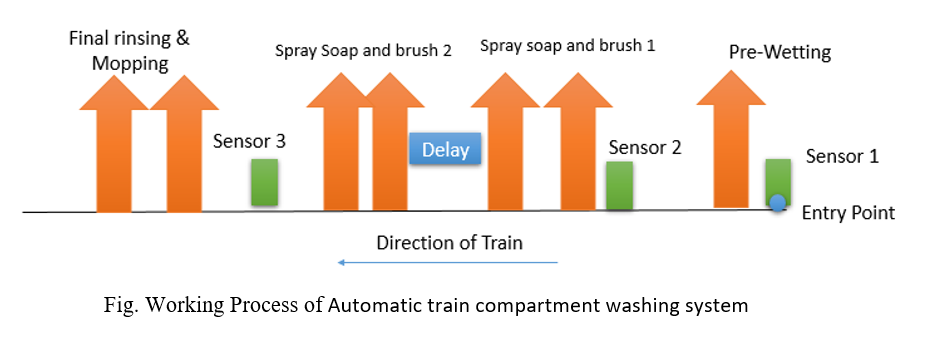 Final rinsing &
Mopping
Spray Soap and brush 2
Spray soap and brush 1
Pre-Wetting
Sensor 3
Delay
Sensor 2
Sensor 1
Entry Point
Direction of Train
Fig. Working Process of Automatic train compartment washing system